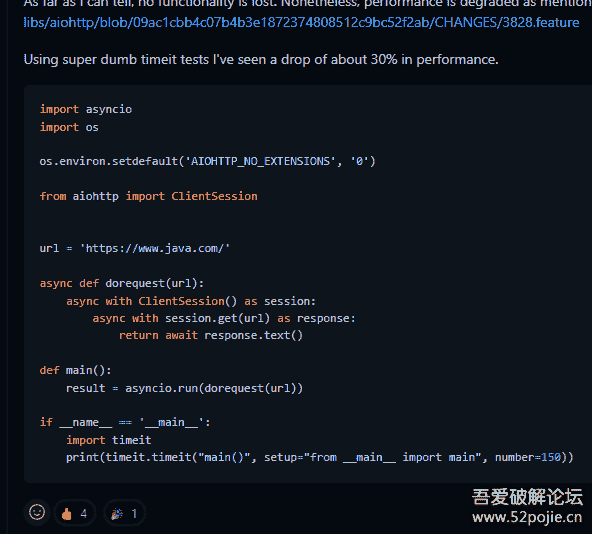 As far as I can tell, no functionality is lost. Nonetheless, performance is degraded as mention
libs/aiohttp/blob/09ac1cbb4c07b4b3e1872374808512c9bc52f2ab/CHANGES/3828.feature
Using super dumb timeit tests I've seen a drop of about 30% in performance.
import asyncio
import os
os.environ.setdefault('AIOHTTP_NO_EXTENSIONS', '0')
from aiohttp import ClientSession
url = 'https://www.java.com/'
async def dorequest(url):
    async with ClientSession() as session:
        async with session.get(url) as response:
            return await response.text()
def main():
    result = asyncio.run(dorequest(url))
if __name__ == '__main__':
    import timeit
    print(timeit.timeit("main()", setup="from __main__ import main", number=150))
4 1
吾爱破解论坛
www.52pojie.cn